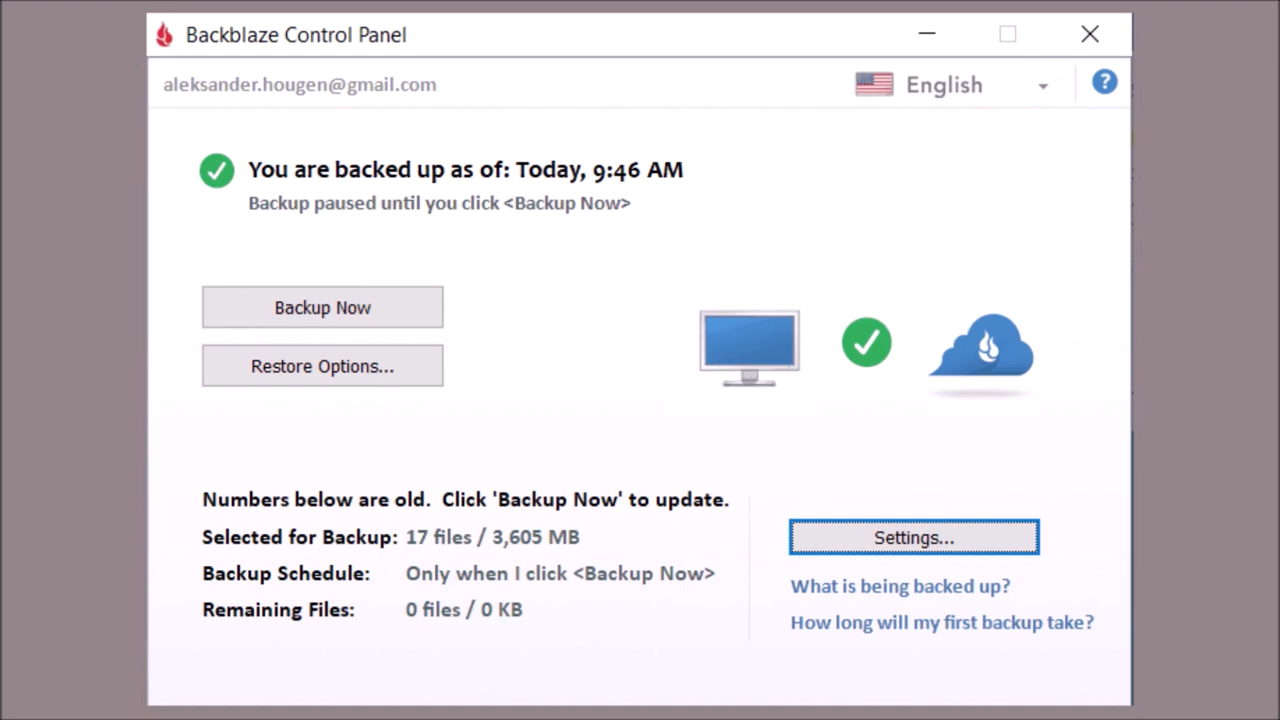 Backblaze Control Panel
aleksander.hougen@gmail.com
English
?
You are backed up as of: Today, 9:46 AM
Backup paused until you click <Backup Now>
Backup Now
Restore Options...
Numbers below are old. Click 'Backup Now' to update.
Selected for Backup: 17 files / 3,605 MB
Backup Schedule: Only when I click <Backup Now>
Remaining Files: 0 files / 0 KB
Settings...
What is being backed up?
How long will my first backup take?